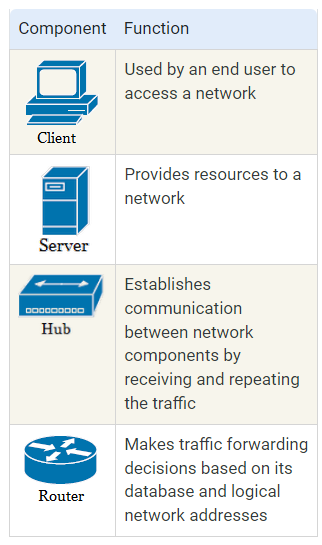 Component Function
Used by an end user to
access a network
Client
Provides resources to a
network
Server
Establishes
communication
between network
components by
receiving and repeating
the traffic
Hub
Makes traffic forwarding
decisions based on its
database and logical
network addresses
Router